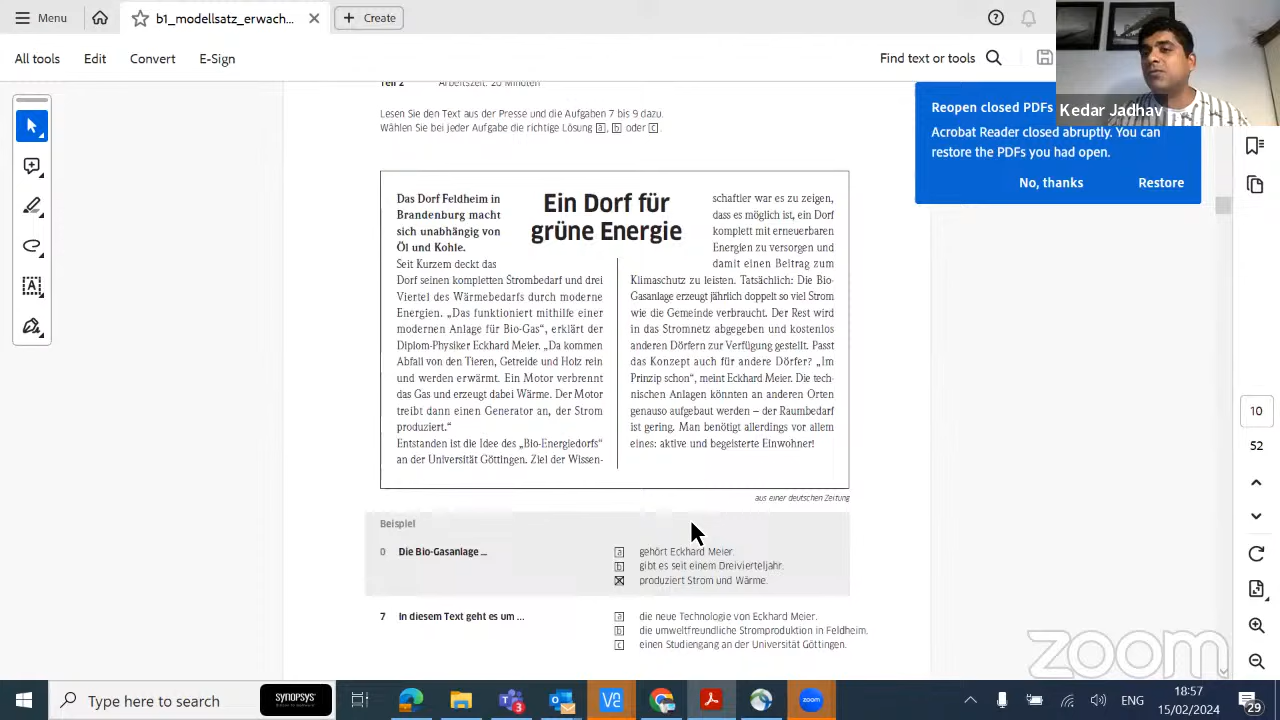 Menu
b1_modellsatz_erwach...
+ Create
All tools
Edit
Convert
E-Sign
Find text or tools
Kedar Jadhav
Reopen closed PDFs
Acrobat Reader closed abruptly. You can
restore the PDFs you had open.
No, thanks
Restore
Teil 2 Arbeitszeit: 20 Minuten
Lesen Sie den Text aus der Presse und die Aufgaben 7 bis 9 dazu.
Wählen Sie bei jeder Aufgabe die richtige Lösung a, b oder c.
Ein Dorf für
grüne Energie
Das Dorf Feldheim in
Brandenburg macht
sich unabhängig von
Öl und Kohle.
Seit Kurzem deckt das
Dorf seinen kompletten Strombedarf und drei
Viertel des Wärmebedarfs durch moderne
Energien. „Das funktioniert mithilfe einer
modernen Anlage für Bio-Gas“, erklärt der
Diplom-Physiker Eckhard Meier. „Da kommen
Abfall von den Tieren, Getreide und Holz rein
und werden erwärmt. Ein Motor verbrennt
das Gas und erzeugt dabei Wärme. Der Motor
treibt dann einen Generator an, der Strom
produziert.“
Entstanden ist die Idee des „Bio-Energiedorfs“
an der Universität Göttingen. Ziel der Wissen-
schaftler war es zu zeigen,
dass es möglich ist, ein Dorf
komplett mit erneuerbaren
Energien zu versorgen und
damit einen Beitrag zum
Klimaschutz zu leisten. Tatsächlich: Die Bio-
Gasanlage erzeugt jährlich doppelt so viel Strom
wie die Gemeinde verbraucht. Der Rest wird
in das Stromnetz abgegeben und kostenlos
anderen Dörfern zur Verfügung gestellt. Passt
das Konzept auch für andere Dörfer? „Im
Prinzip schon“, meint Eckhard Meier. Die tech-
nischen Anlagen könnten an anderen Orten
genauso aufgebaut werden – der Raumbedarf
ist gering. Man benötigt allerdings vor allem
eines: aktive und begeisterte Einwohner!
aus einer deutschen Zeitung
Beispiel
0 Die Bio-Gasanlage ...
a gehört Eckhard Meier.
b gibt es seit einem Dreivierteljahr.
produziert Strom und Wärme.
7 In diesem Text geht es um ...
a die neue Technologie von Eckhard Meier.
b die umweltfreundliche Stromproduktion in Feldheim.
c einen Studiengang an der Universität Göttingen.
10
52
zoom
Type here to search
SYNOPSYS
3
zoom
ENG
18:57
15/02/2024
29